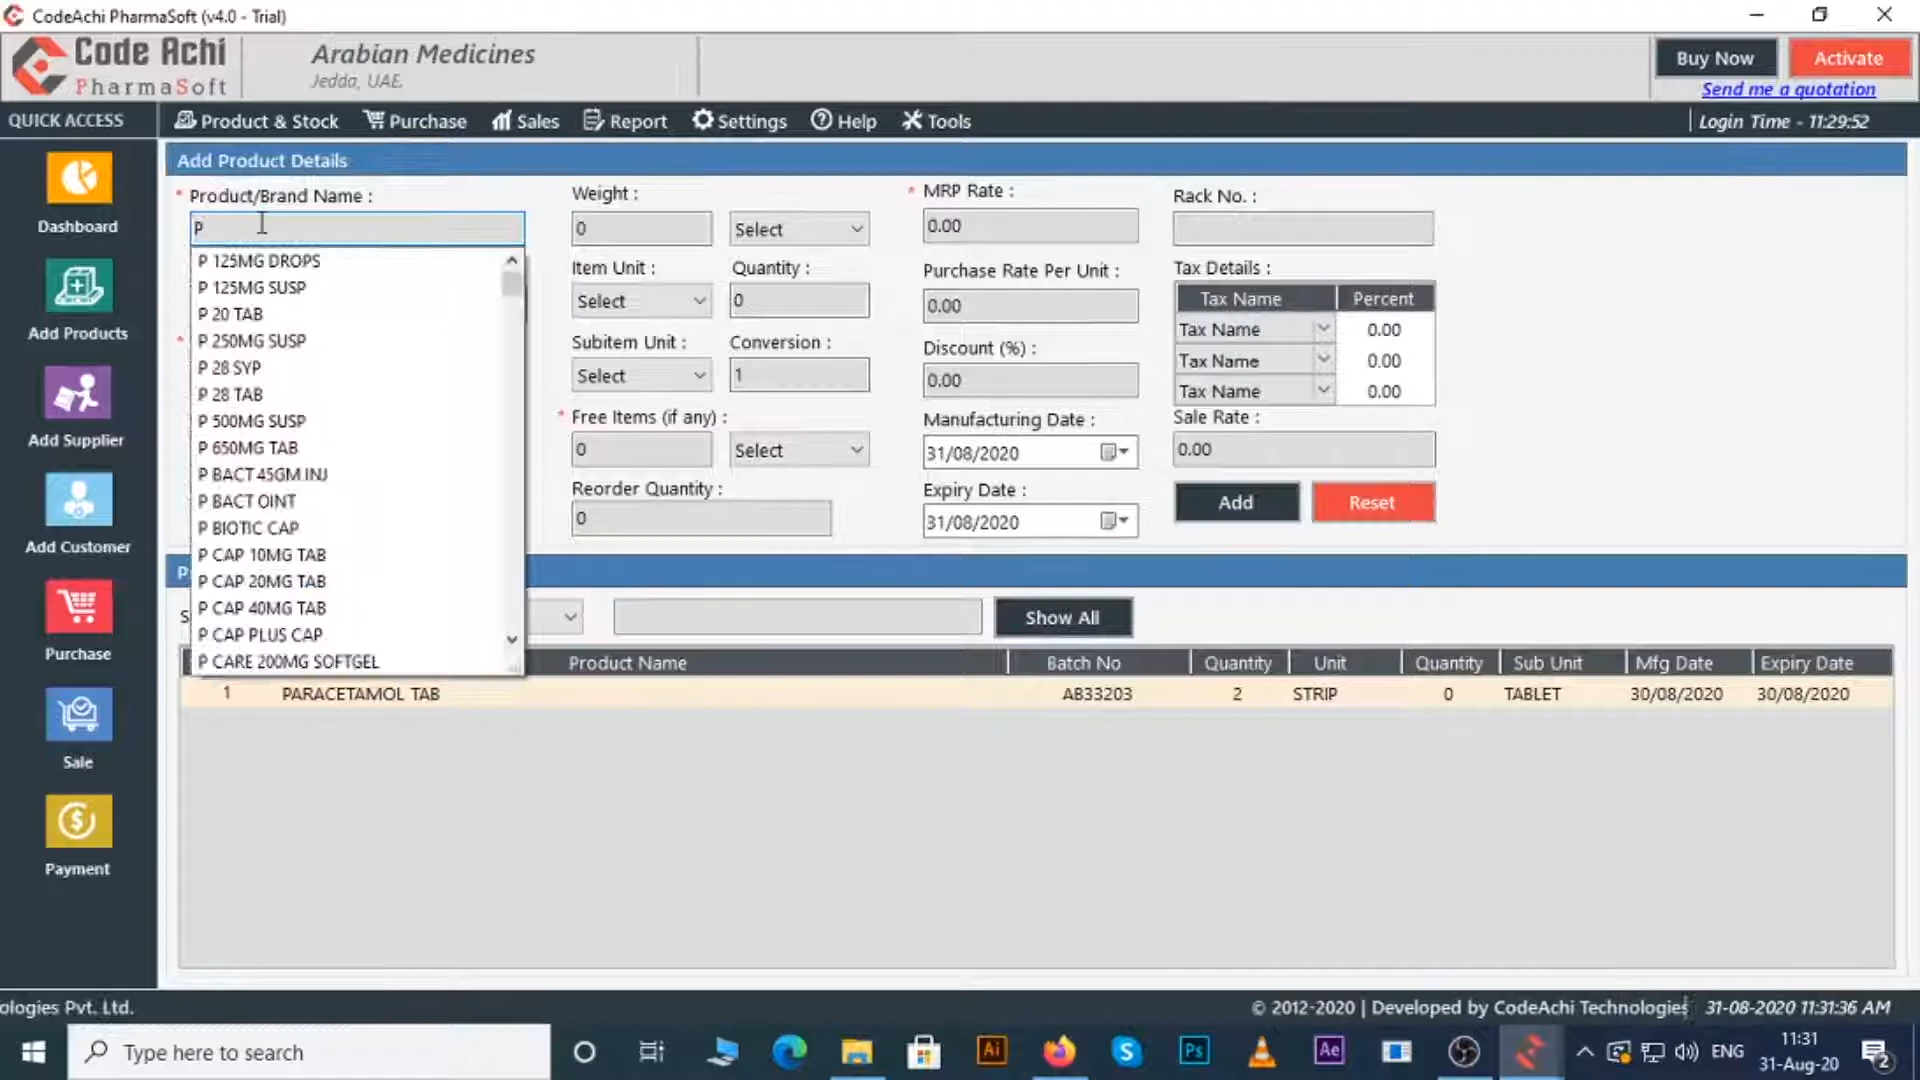 CodeAchi PharmaSoft (v4.0 - Trial)
Code Achi
PharmaSoft
Arabian Medicines
Jedda, UAE.
Buy Now
Activate
Send me a quotation
QUICK ACCESS
Product & Stock
Purchase
Sales
Report
Settings
Help
Tools
Login Time - 11:29:52
Dashboard
Add Products
Add Supplier
Add Customer
Purchase
Sale
Payment
Add Product Details
* Product/Brand Name :
P
P 125MG DROPS
P 125MG SUSP
P 20 TAB
P 250MG SUSP
P 28 SYP
P 28 TAB
P 500MG SUSP
P 650MG TAB
P BACT 45GM INJ
P BACT OINT
P BIOTIC CAP
P CAP 10MG TAB
P CAP 20MG TAB
P CAP 40MG TAB
P CAP PLUS CAP
P CARE 200MG SOFTGEL
*
Weight :
0
Select
Item Unit :
Quantity :
Select
0
Subitem Unit :
Conversion :
Select
1
* Free Items (if any) :
0
Select
Reorder Quantity :
0
* MRP Rate :
0.00
Purchase Rate Per Unit :
0.00
Discount (%) :
0.00
Manufacturing Date :
31/08/2020
Expiry Date :
31/08/2020
Rack No. :
Tax Details :
Tax Name Percent
Tax Name 0.00
Tax Name 0.00
Tax Name 0.00
Sale Rate :
0.00
Add
Reset
P
S
Show All
Product Name Batch No Quantity Unit Quantity Sub Unit Mfg Date Expiry Date
1 PARACETAMOL TAB AB33203 2 STRIP 0 TABLET 30/08/2020 30/08/2020
ologies Pvt. Ltd.
© 2012-2020 | Developed by CodeAchi Technologies
31-08-2020 11:31:36 AM
Type here to search
Ai
Ps
Ae
ENG
11:31
31-Aug-20
2